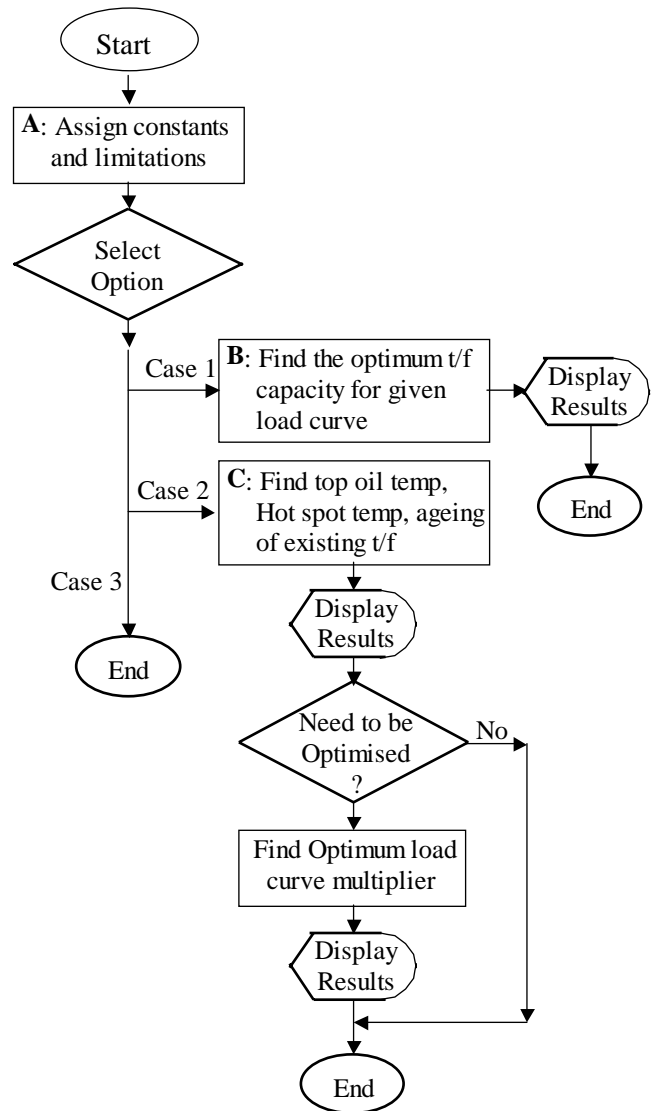 Start
A: Assign constants
and limitations
Select
Option
Case 1
B: Find the optimum t/f
capacity for given
load curve
Display
Results
End
Case 2
C: Find top oil temp,
Hot spot temp, ageing
of existing t/f
Case 3
End
Display
Results
Need to be
Optimised
?
No
Find Optimum load
curve multiplier
Display
Results
End